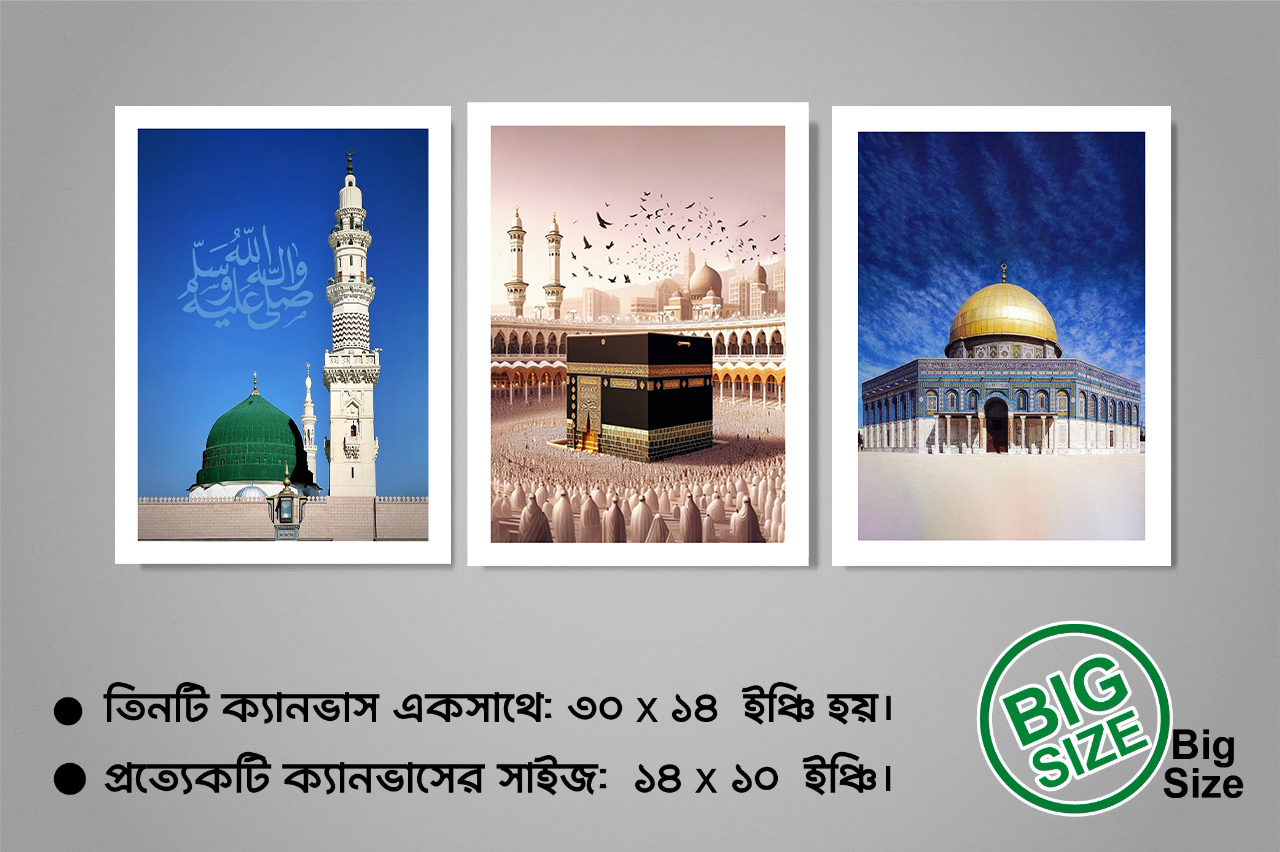 صلى الله عليه وسلم
তিনটি ক্যানভাস একসাথে: ৩০ x ১৪ ইঞ্চি হয়।
প্রত্যেকটি ক্যানভাসের সাইজ: ১৪ x ১০ ইঞ্চি।
BIG
SIZE
Big
Size